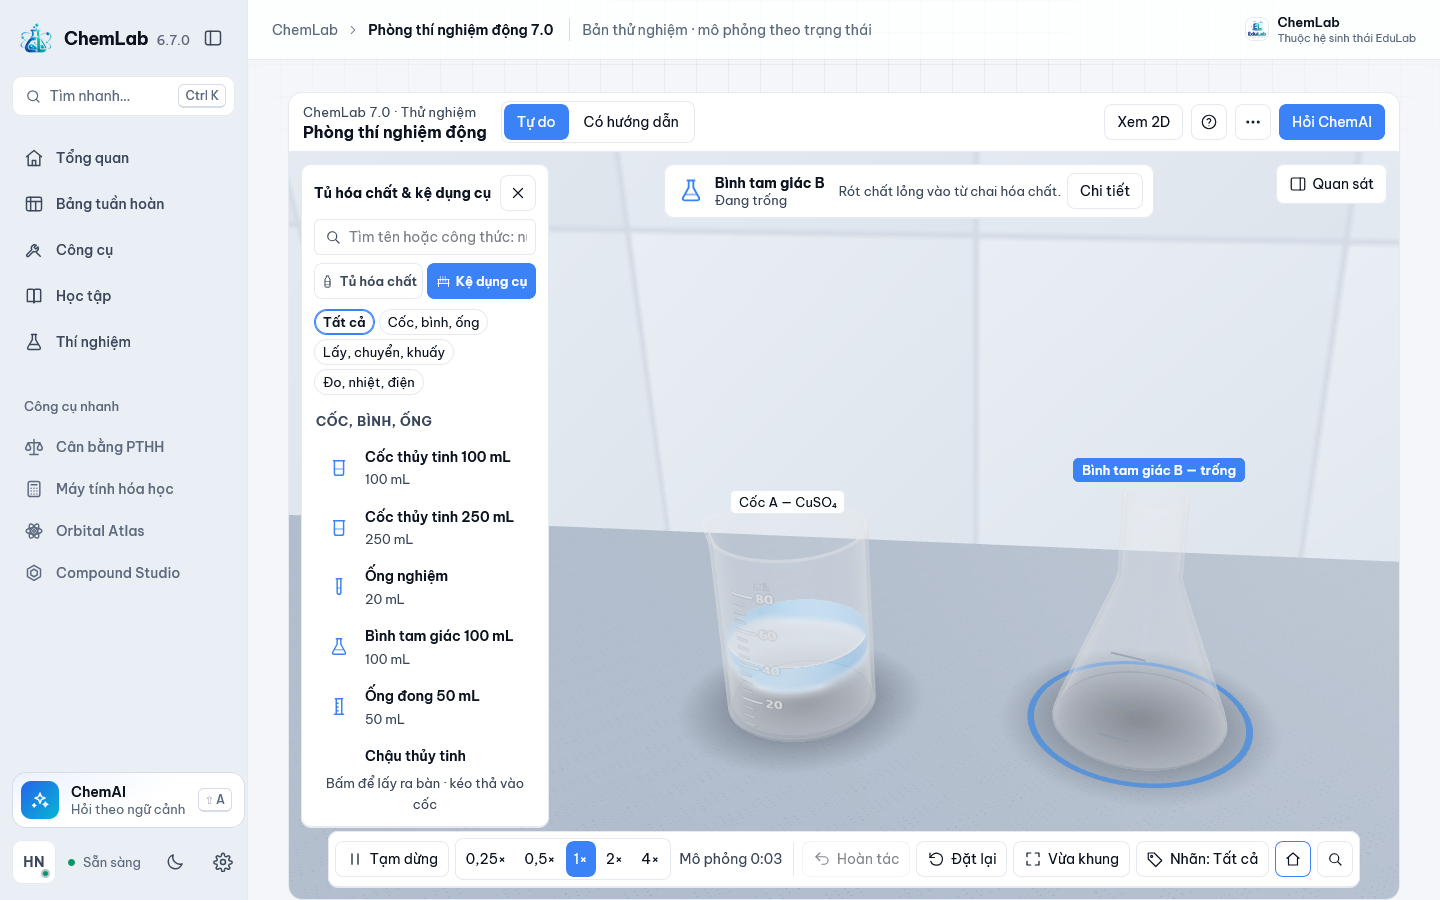 ChemLab 6.7.0
Tìm nhanh... Ctrl K
Tổng quan
Bảng tuần hoàn
Công cụ
Học tập
Thí nghiệm
Công cụ nhanh
Cân bằng PTHH
Máy tính hóa học
Orbital Atlas
Compound Studio
ChemAI
Hỏi theo ngữ cảnh
⇧ A
HN
Sẵn sàng
ChemLab › Phòng thí nghiệm động 7.0
Bản thử nghiệm · mô phỏng theo trạng thái
EduLab
ChemLab
Thuộc hệ sinh thái EduLab
ChemLab 7.0 · Thử nghiệm
Phòng thí nghiệm động
Tự do
Có hướng dẫn
Xem 2D
Hỏi ChemAI
Tủ hóa chất & kệ dụng cụ
Tìm tên hoặc công thức:
Tủ hóa chất
Kệ dụng cụ
Tất cả
Cốc, bình, ống
Lấy, chuyển, khuấy
Đo, nhiệt, điện
CỐC, BÌNH, ỐNG
Cốc thủy tinh 100 mL
100 mL
Cốc thủy tinh 250 mL
250 mL
Ống nghiệm
20 mL
Bình tam giác 100 mL
100 mL
Ống đong 50 mL
50 mL
Chậu thủy tinh
Bấm để lấy ra bàn · kéo thả vào
cốc
Bình tam giác B
Đang trống
Rót chất lỏng vào từ chai hóa chất.
Chi tiết
Quan sát
Bình tam giác B — trống
Cốc A — CuSO₄
80
60
40
20
Tạm dừng
0,25×
0,5×
1×
2×
4×
Mô phỏng 0:03
Hoàn tác
Đặt lại
Vừa khung
Nhãn: Tất cả